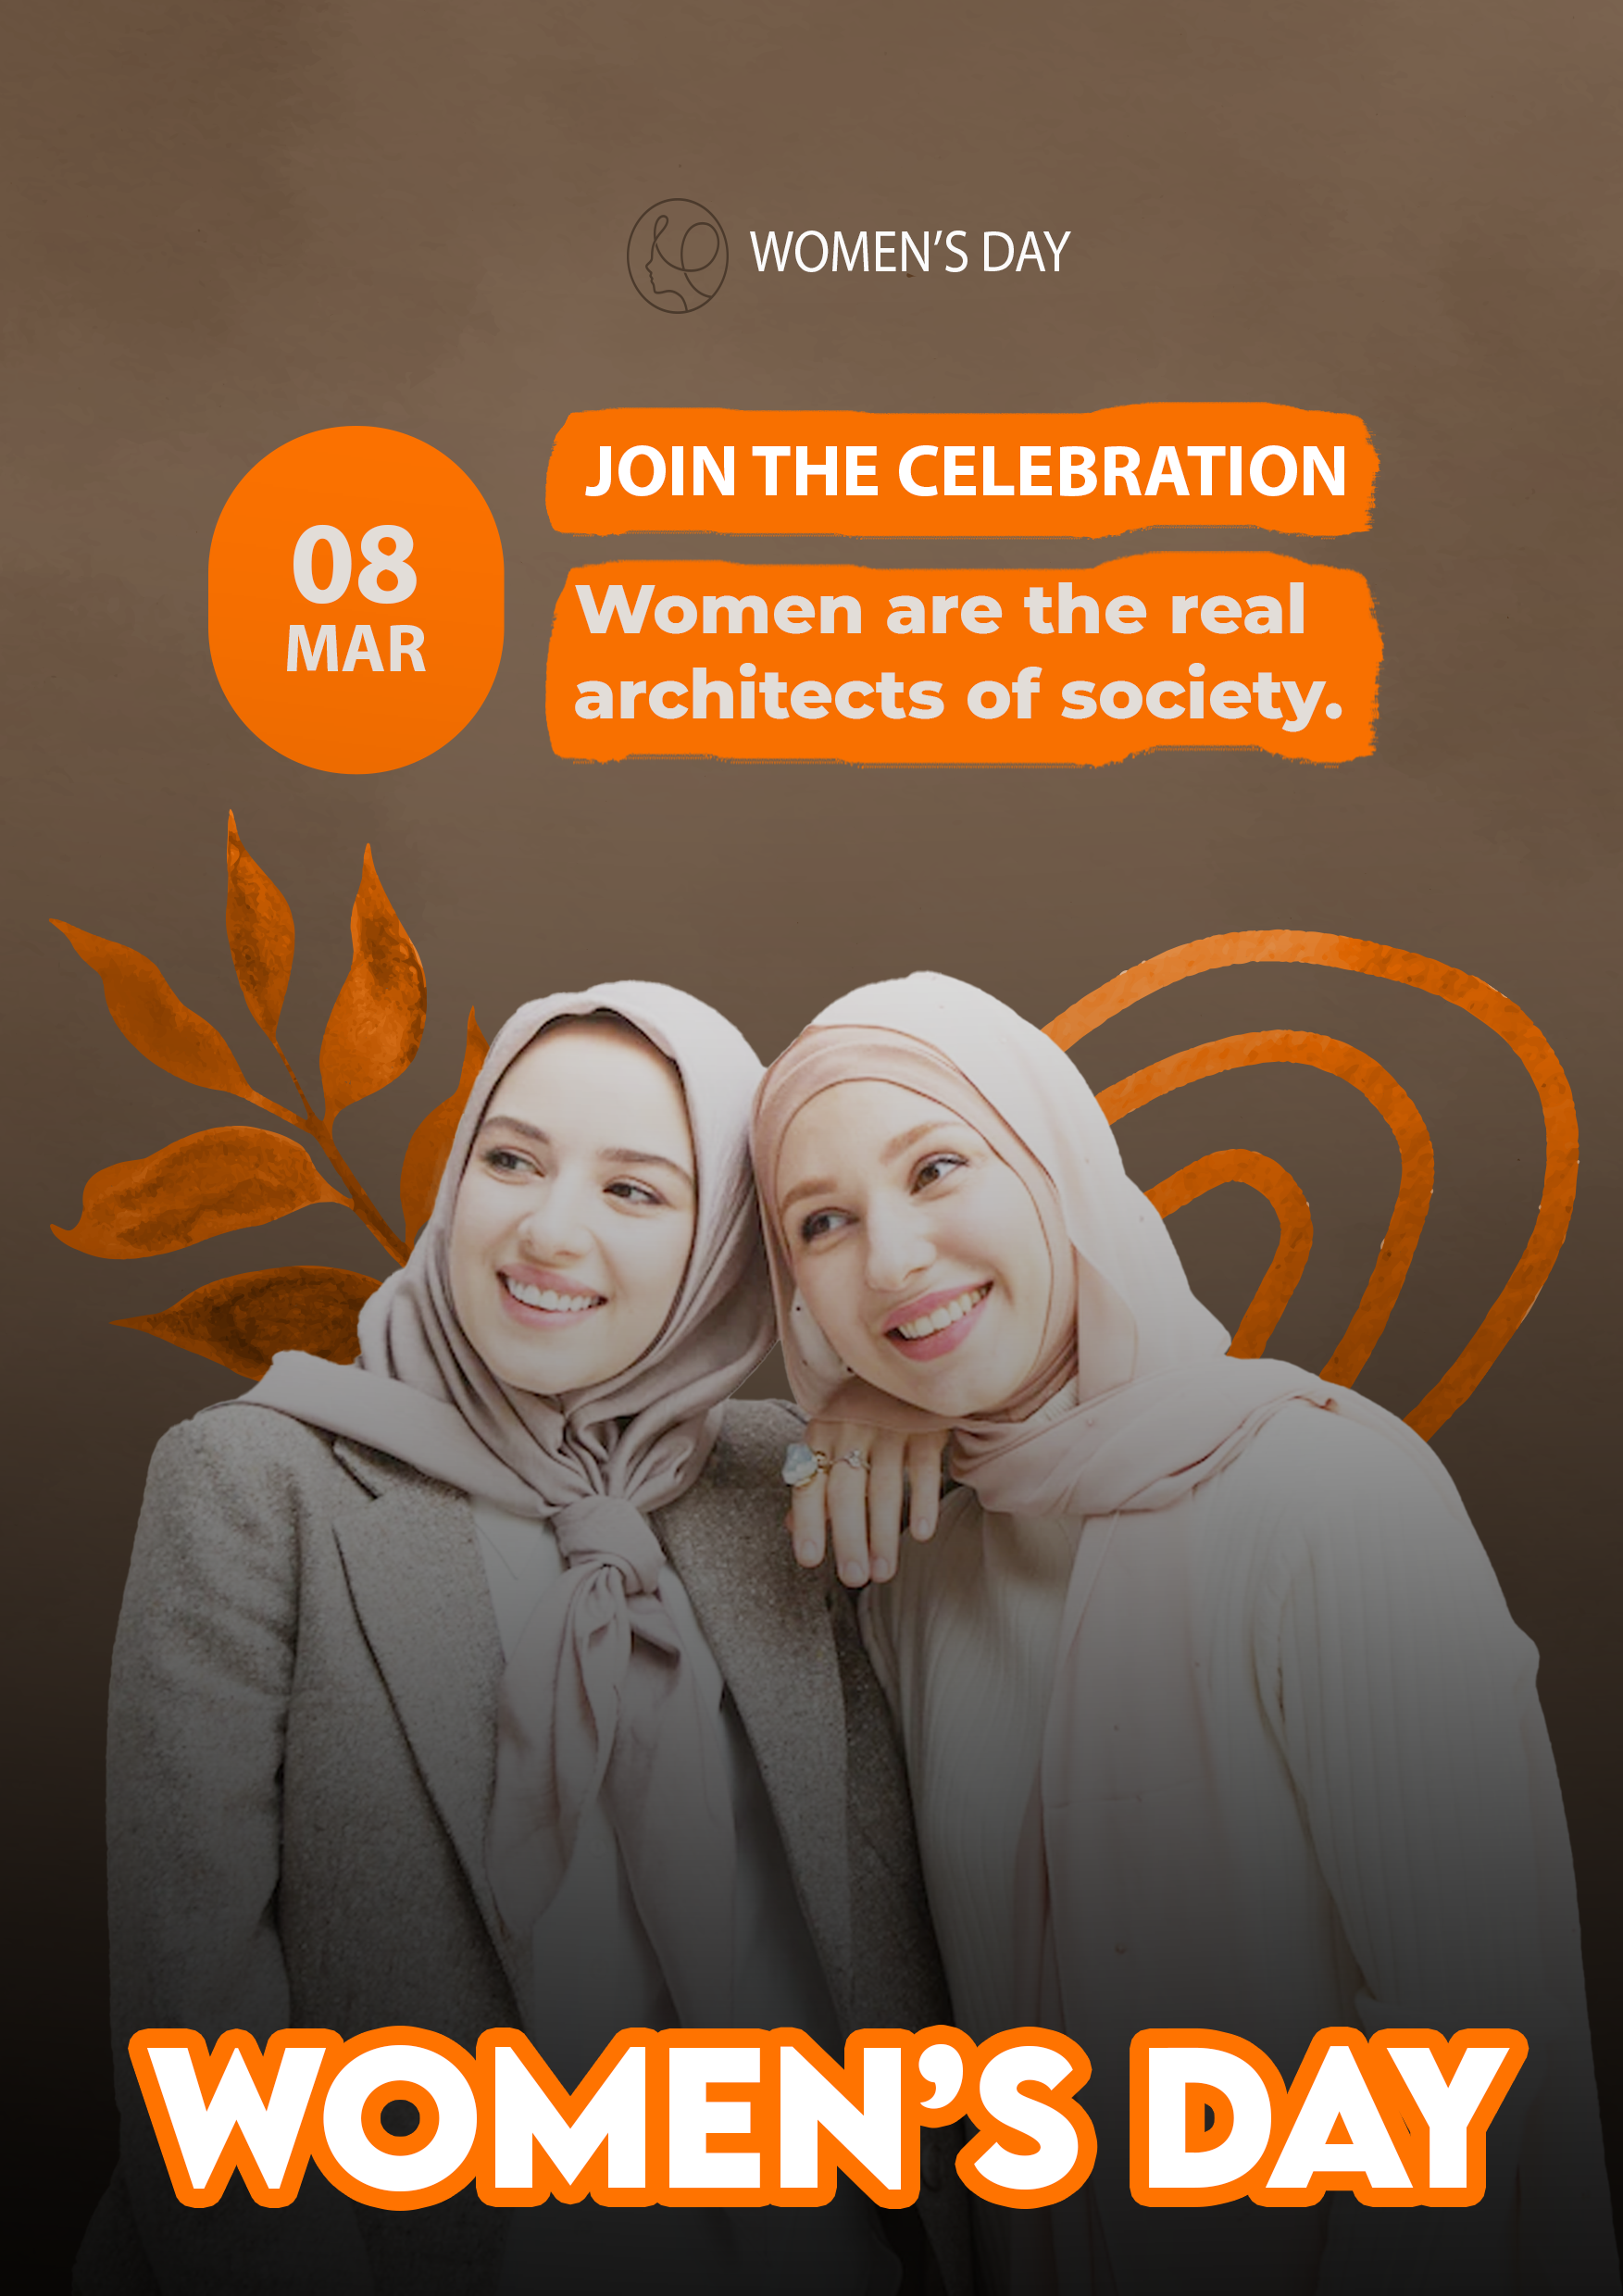 WOMEN'S DAY
JOIN THE CELEBRATION
08
MAR
Women are the real
architects of society.
WOMEN'S DAY